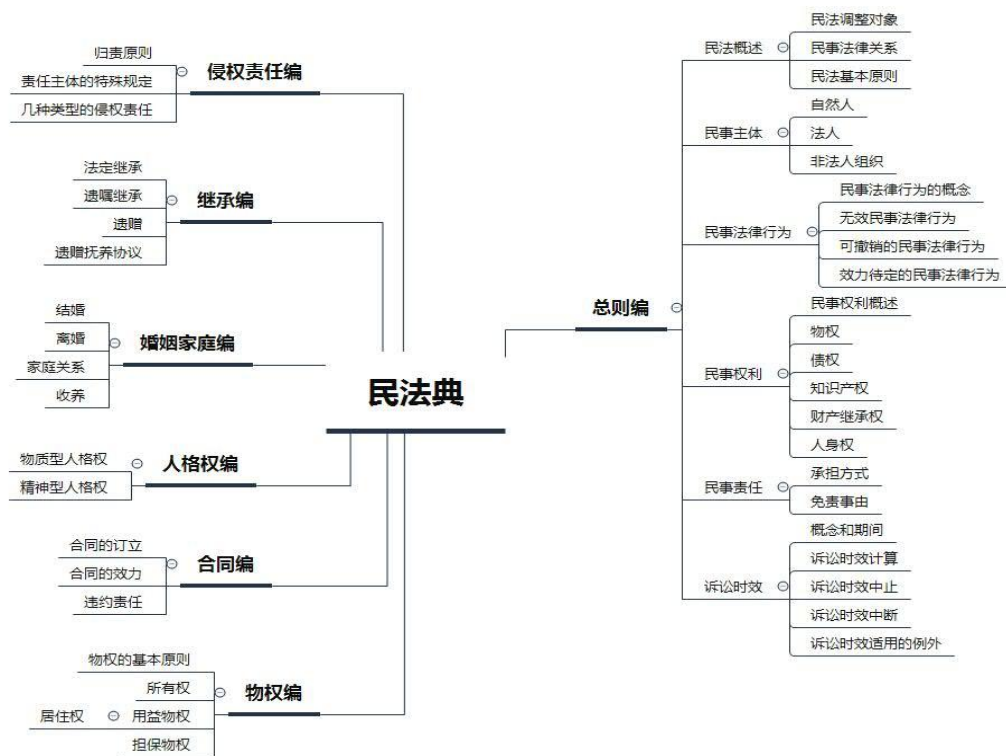 民法典
总则编
民法概述
民法调整对象
民事法律关系
民法基本原则
民事主体
自然人
法人
非法人组织
民事法律行为
民事法律行为的概念
无效民事法律行为
可撤销的民事法律行为
效力待定的民事法律行为
民事权利
民事权利概述
物权
债权
知识产权
财产继承权
人身权
民事责任
承担方式
免责事由
诉讼时效
概念和期间
诉讼时效计算
诉讼时效中止
诉讼时效中断
诉讼时效适用的例外
侵权责任编
归责原则
责任主体的特殊规定
几种类型的侵权责任
继承编
法定继承
遗嘱继承
遗赠
遗赠抚养协议
婚姻家庭编
结婚
离婚
家庭关系
收养
人格权编
物质型人格权
精神型人格权
合同编
合同的订立
合同的效力
违约责任
物权编
物权的基本原则
所有权
用益物权
居住权
担保物权